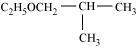 C₂H₅OCH₂ — CH — CH₃
CH₃